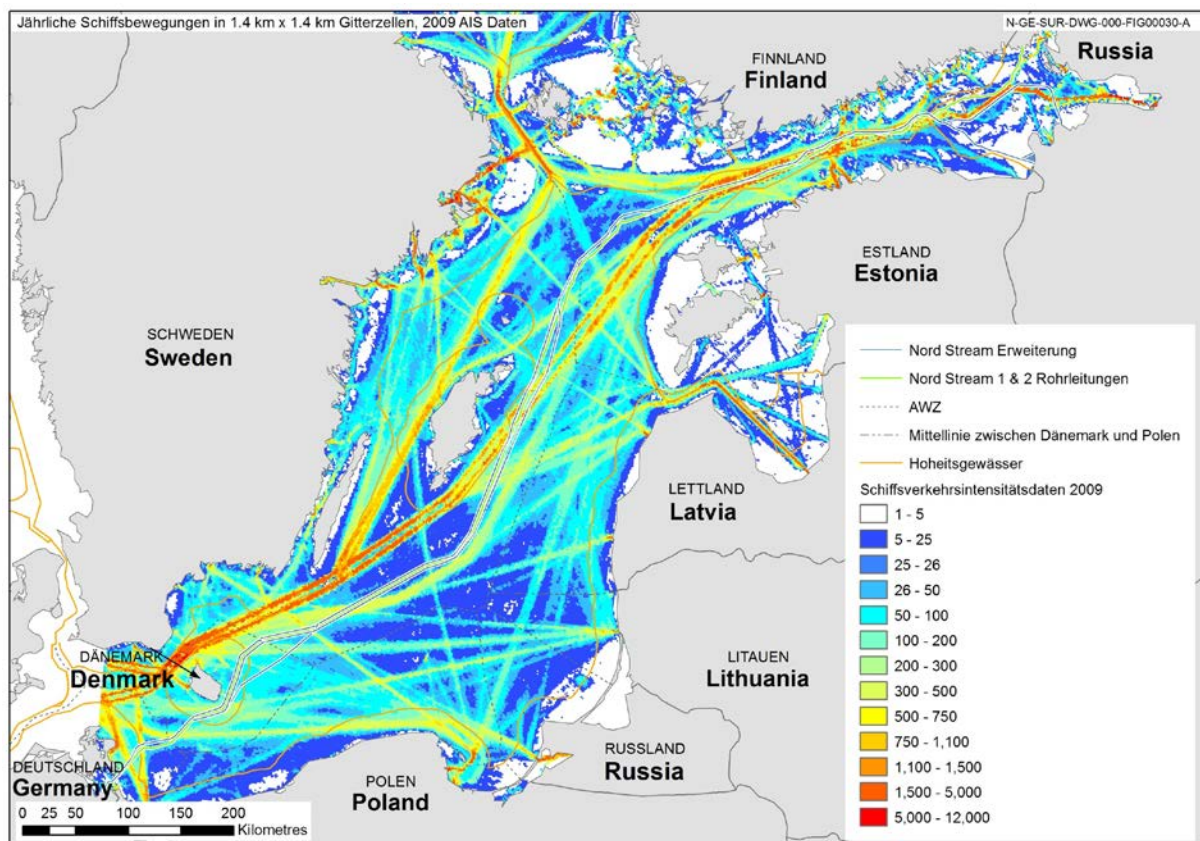 Jährliche Schiffsbewegungen in 1.4 km x 1.4 km Gitterzellen, 2009 AIS Daten
N-GE-SUR-DWG-000-FIG00030-A
Russia
FINNLAND
Finland
ESTLAND
Estonia
SCHWEDEN
Sweden
LETTLAND
Latvia
DÄNEMARK
Denmark
LITAUEN
Lithuania
RUSSLAND
Russia
DEUTSCHLAND
Germany
POLEN
Poland
0 25 50 100 150 200
Kilometres
Nord Stream Erweiterung
Nord Stream 1 & 2 Rohrleitungen
AWZ
Mittellinie zwischen Dänemark und Polen
Hoheitsgewässer
Schiffsverkehrsintensitätsdaten 2009
1 - 5
5 - 25
25 - 26
26 - 50
50 - 100
100 - 200
200 - 300
300 - 500
500 - 750
750 - 1,100
1,100 - 1,500
1,500 - 5,000
5,000 - 12,000